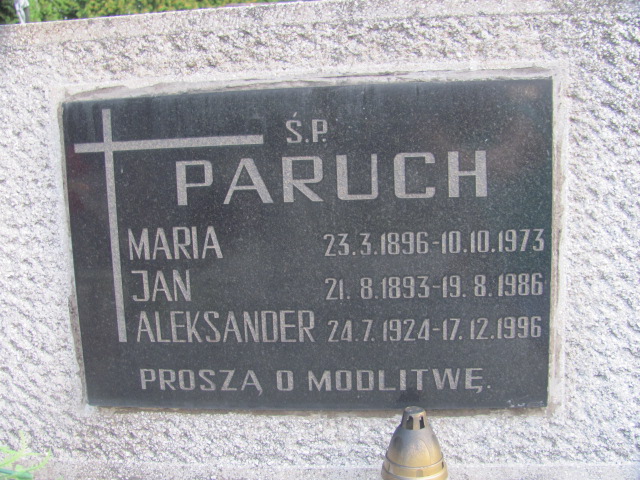 Ś.P.
PARUCH
MARIA 23.3.1896-10.10.1973
JAN 21.8.1893-19.8.1986
ALEKSANDER 24.7.1924-17.12.1996
PROSZĄ O MODLITWĘ.